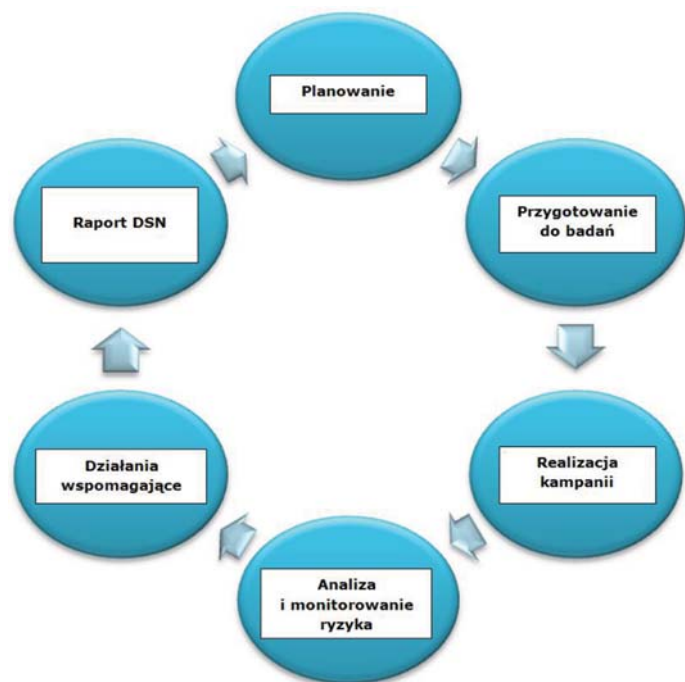 Planowanie
Przygotowanie
do badań
Realizacja
kampanii
Analiza
i monitorowanie
ryzyka
Działania
wspomagające
Raport DSN